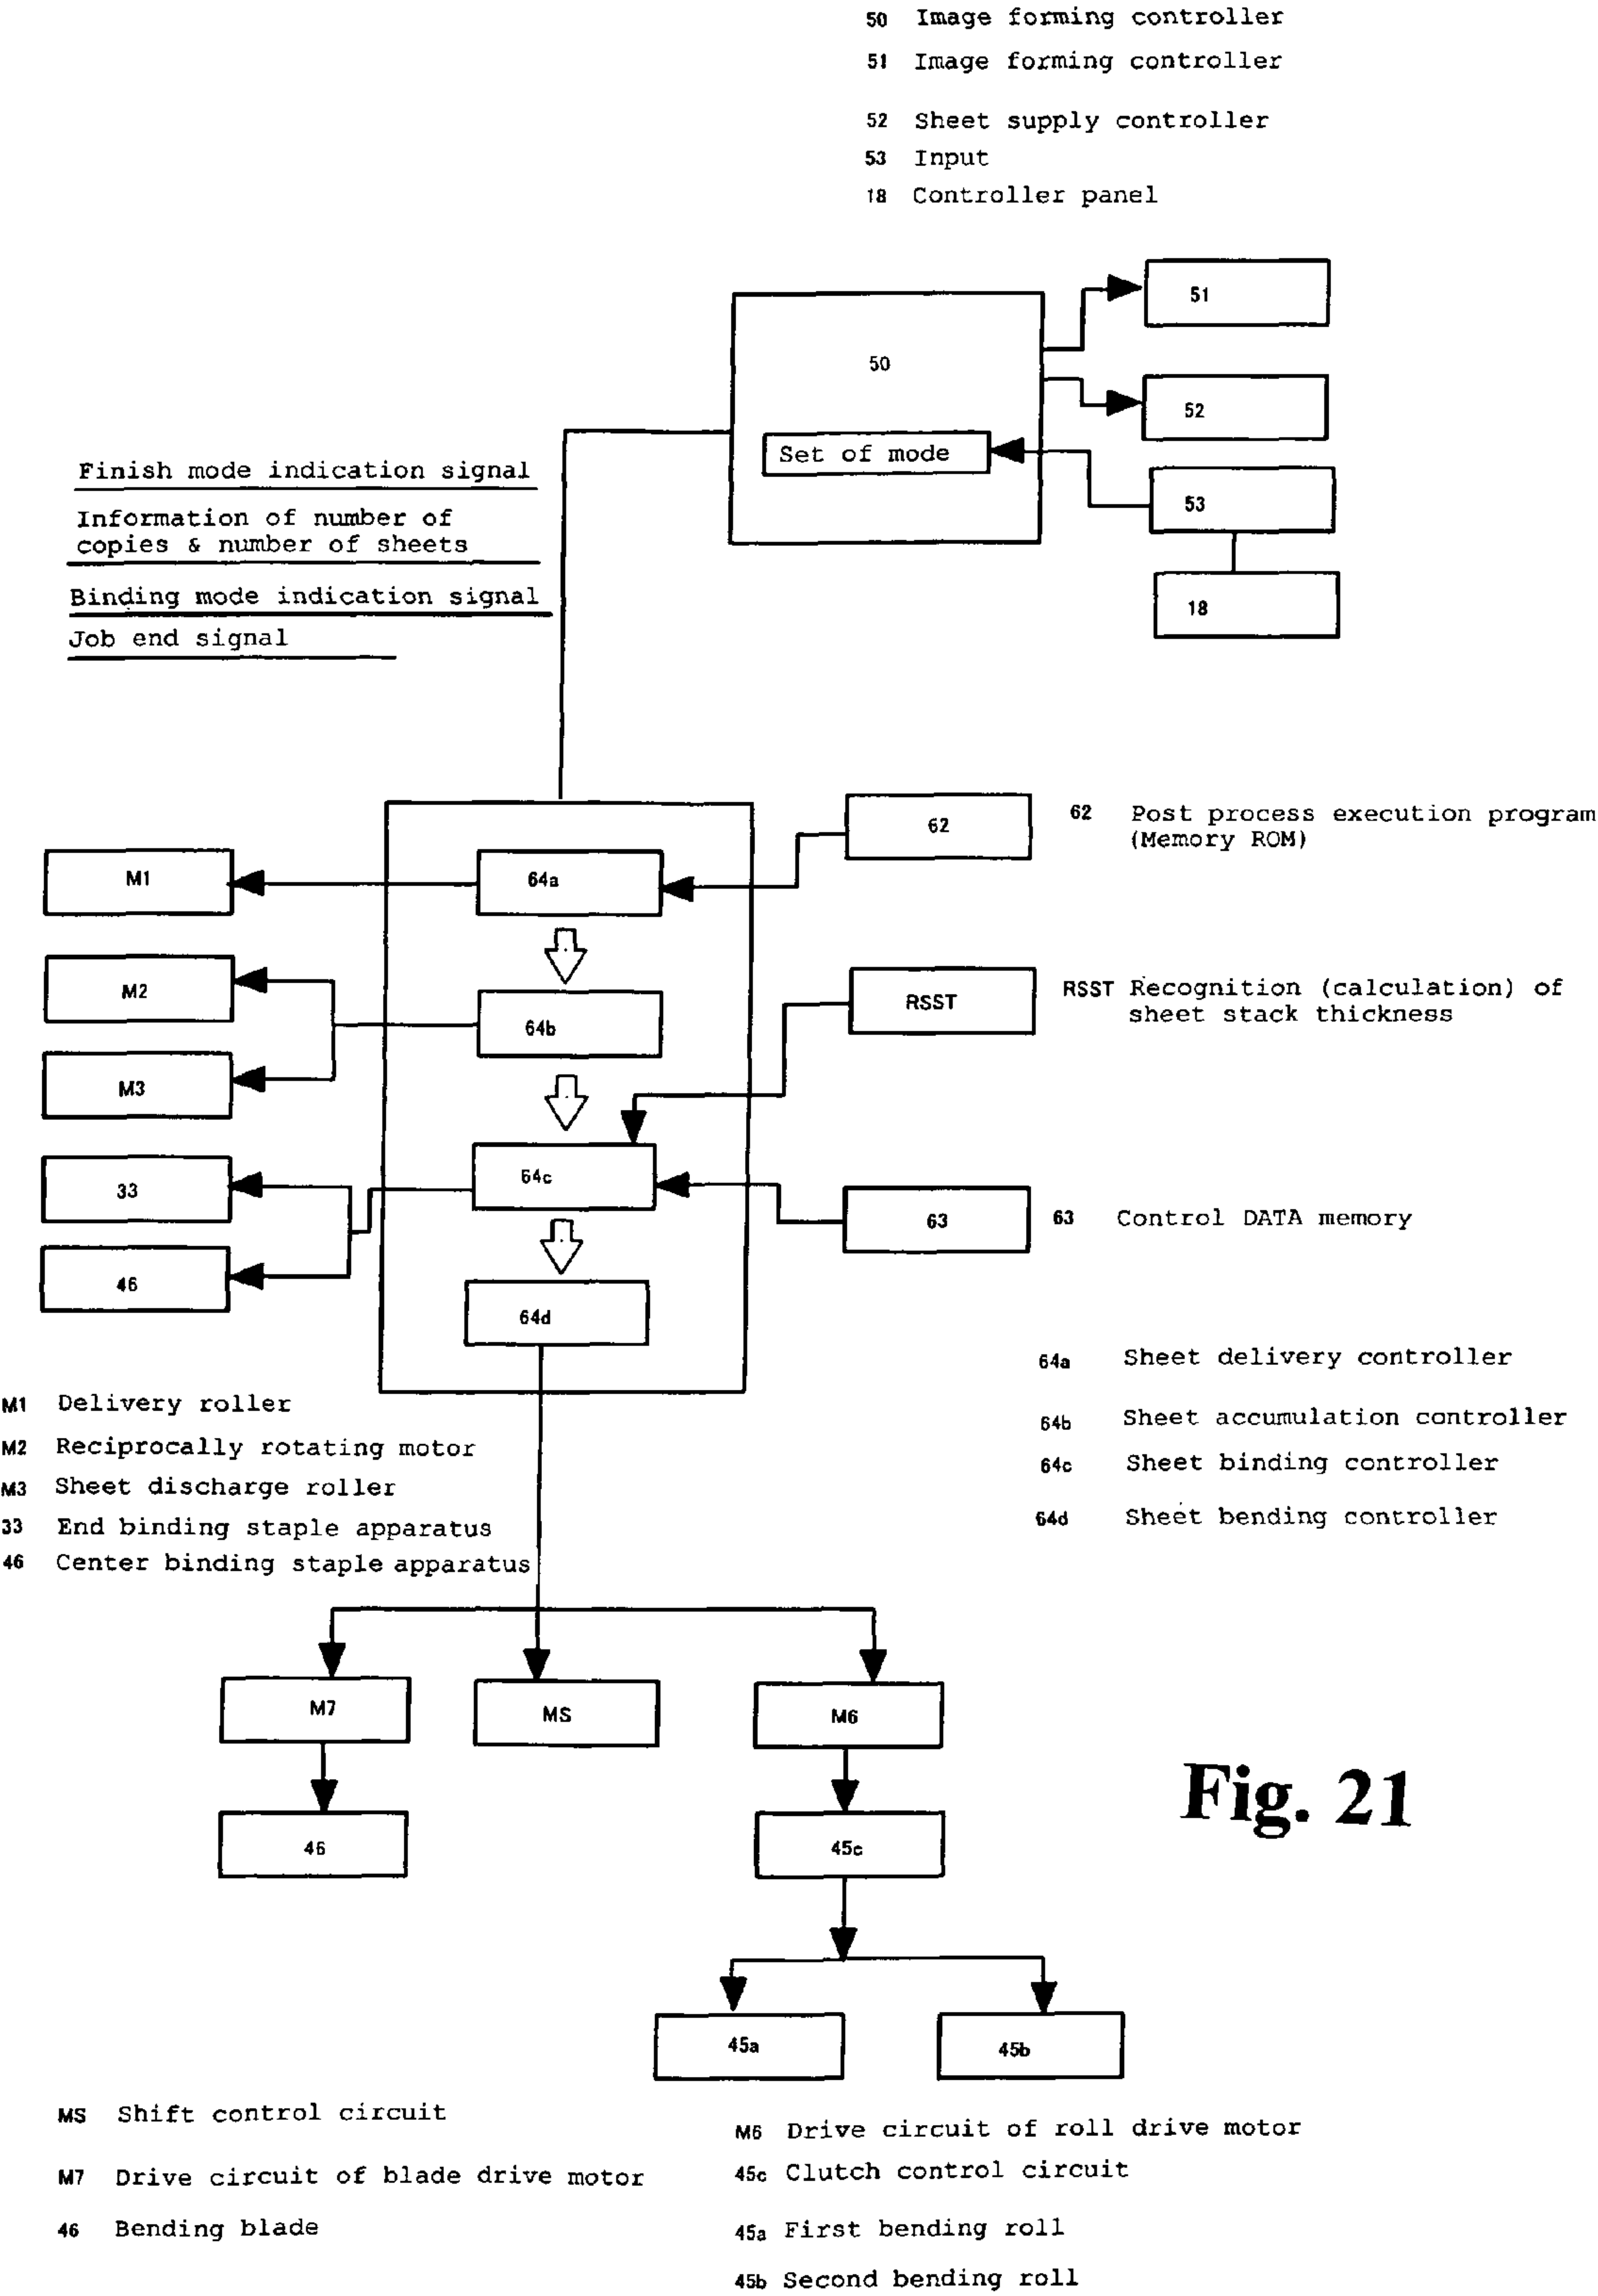 50 Image forming controller
51 Image forming controller
52 Sheet supply controller
53 Input
18 Controller panel
51
50
52
Set of mode
53
18
Finish mode indication signal
Information of number of
copies & number of sheets
Binding mode indication signal
Job end signal
62
62 Post process execution program
(Memory ROM)
M1
64a
M2
64b
RSST
RSST Recognition (calculation) of
sheet stack thickness
M3
33
64c
63
63 Control DATA memory
46
64d
64a Sheet delivery controller
64b Sheet accumulation controller
64c Sheet binding controller
64d Sheet bending controller
M1 Delivery roller
M2 Reciprocally rotating motor
M3 Sheet discharge roller
33 End binding staple apparatus
46 Center binding staple apparatus
M7
MS
M6
46
45c
45a
45b
Fig. 21
MS Shift control circuit
M7 Drive circuit of blade drive motor
46 Bending blade
M6 Drive circuit of roll drive motor
45c Clutch control circuit
45a First bending roll
45b Second bending roll